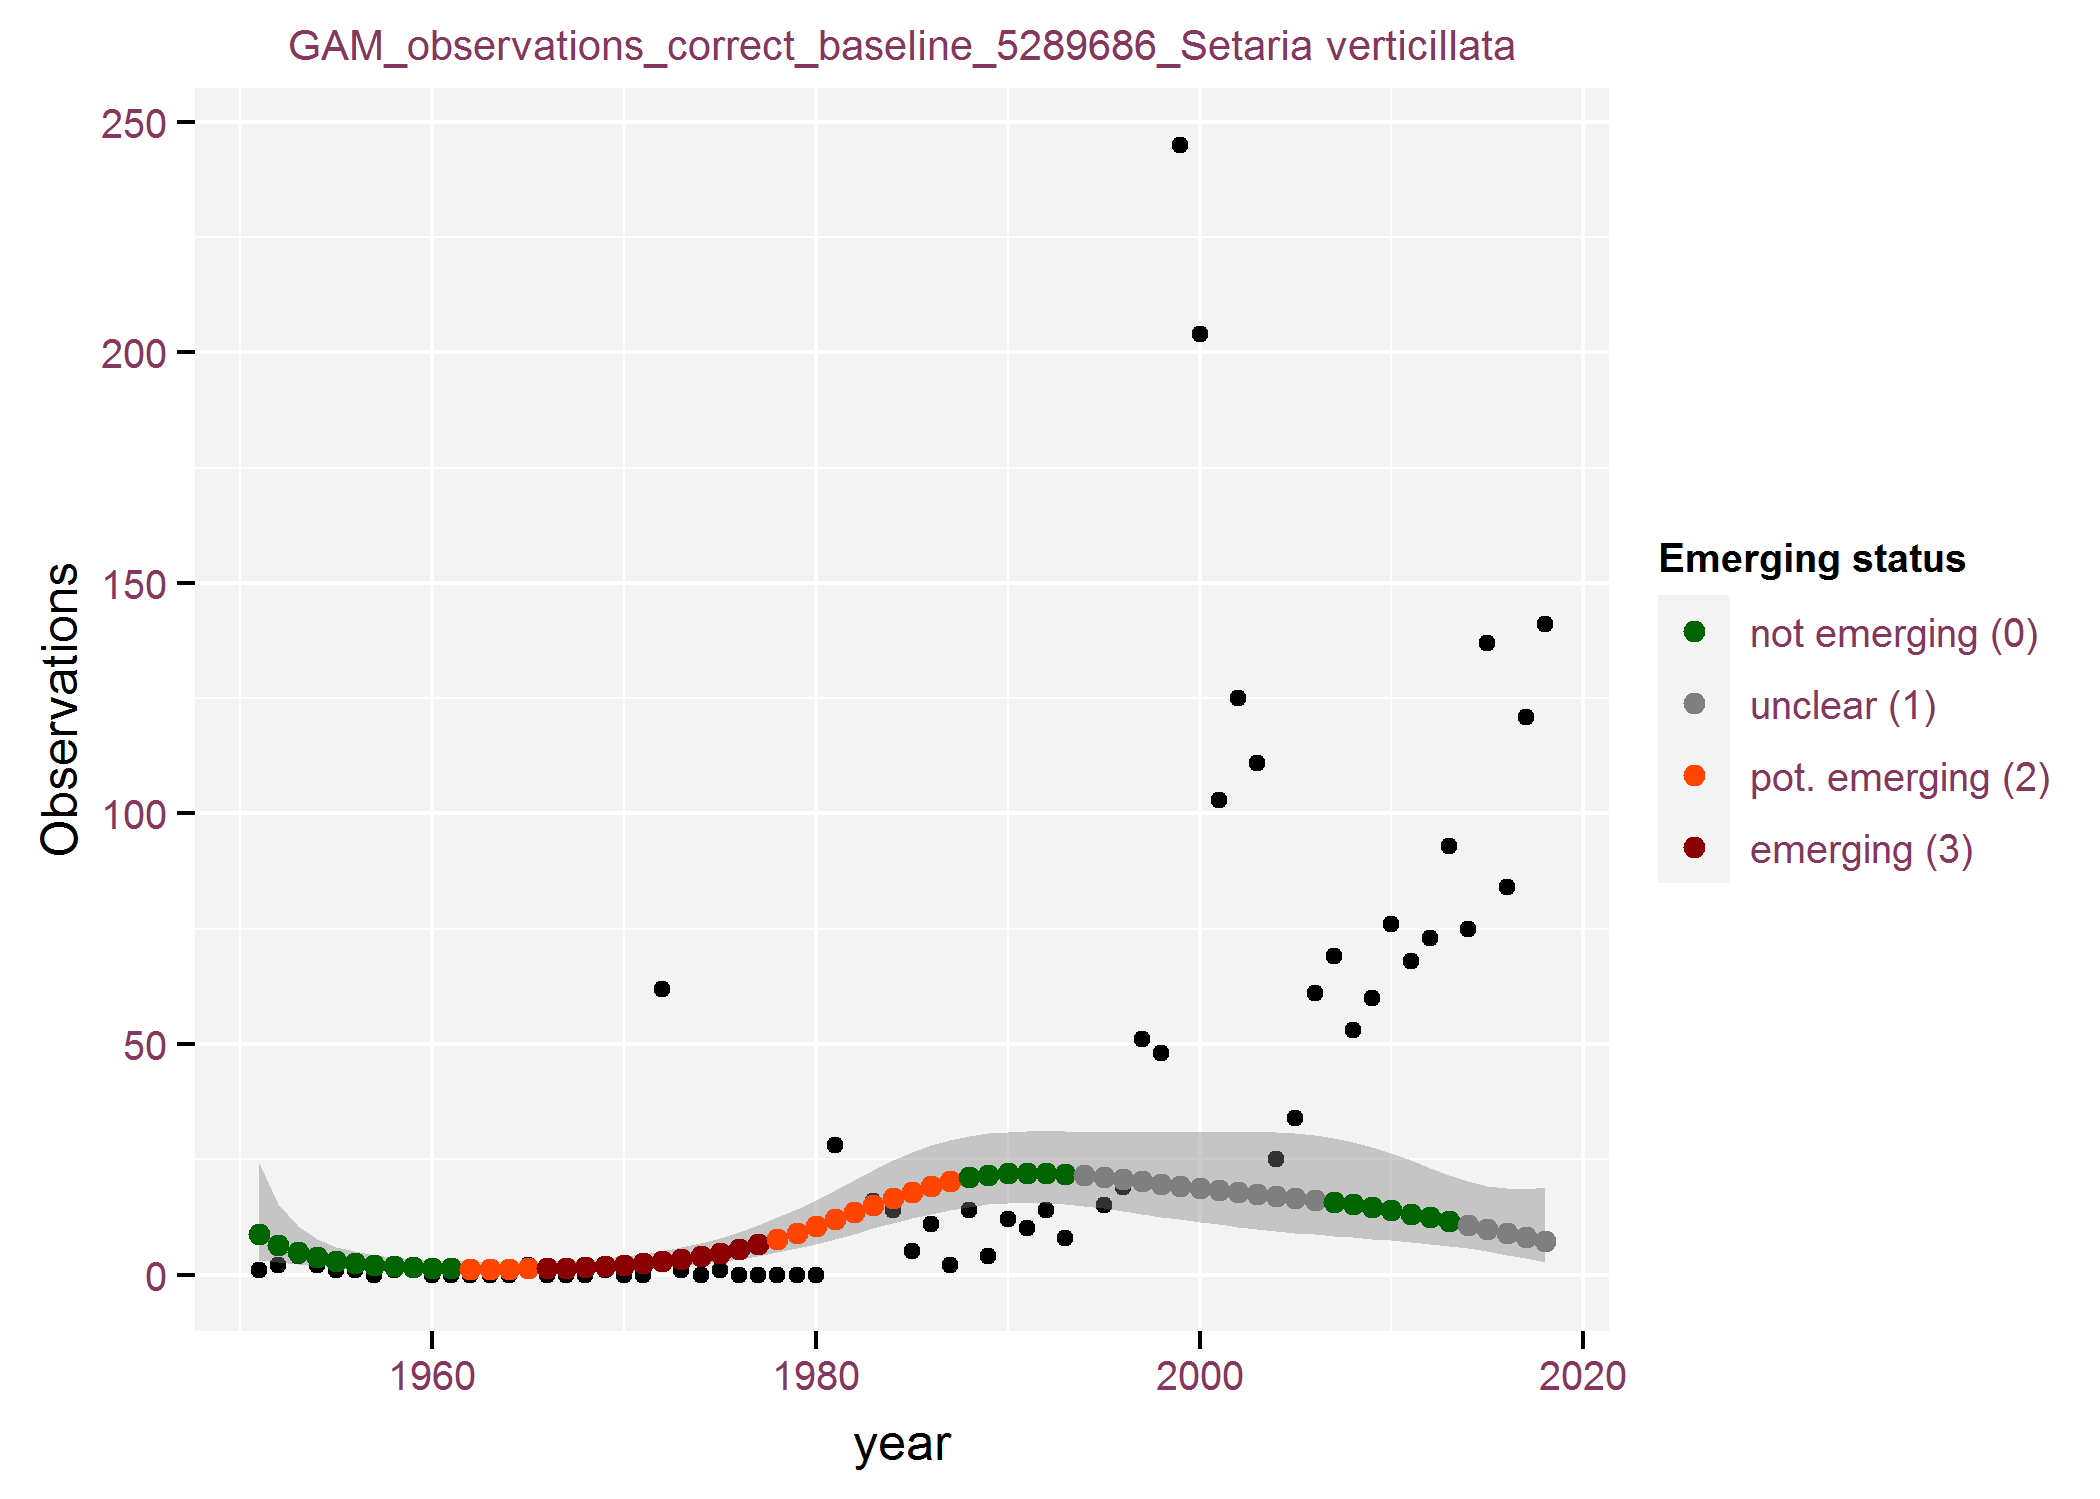 GAM_observations_correct_baseline_5289686_Setaria verticillata
250
200
150
100
50
0
Observations
1960
1980
2000
2020
year
Emerging status
not emerging (0)
unclear (1)
pot. emerging (2)
emerging (3)